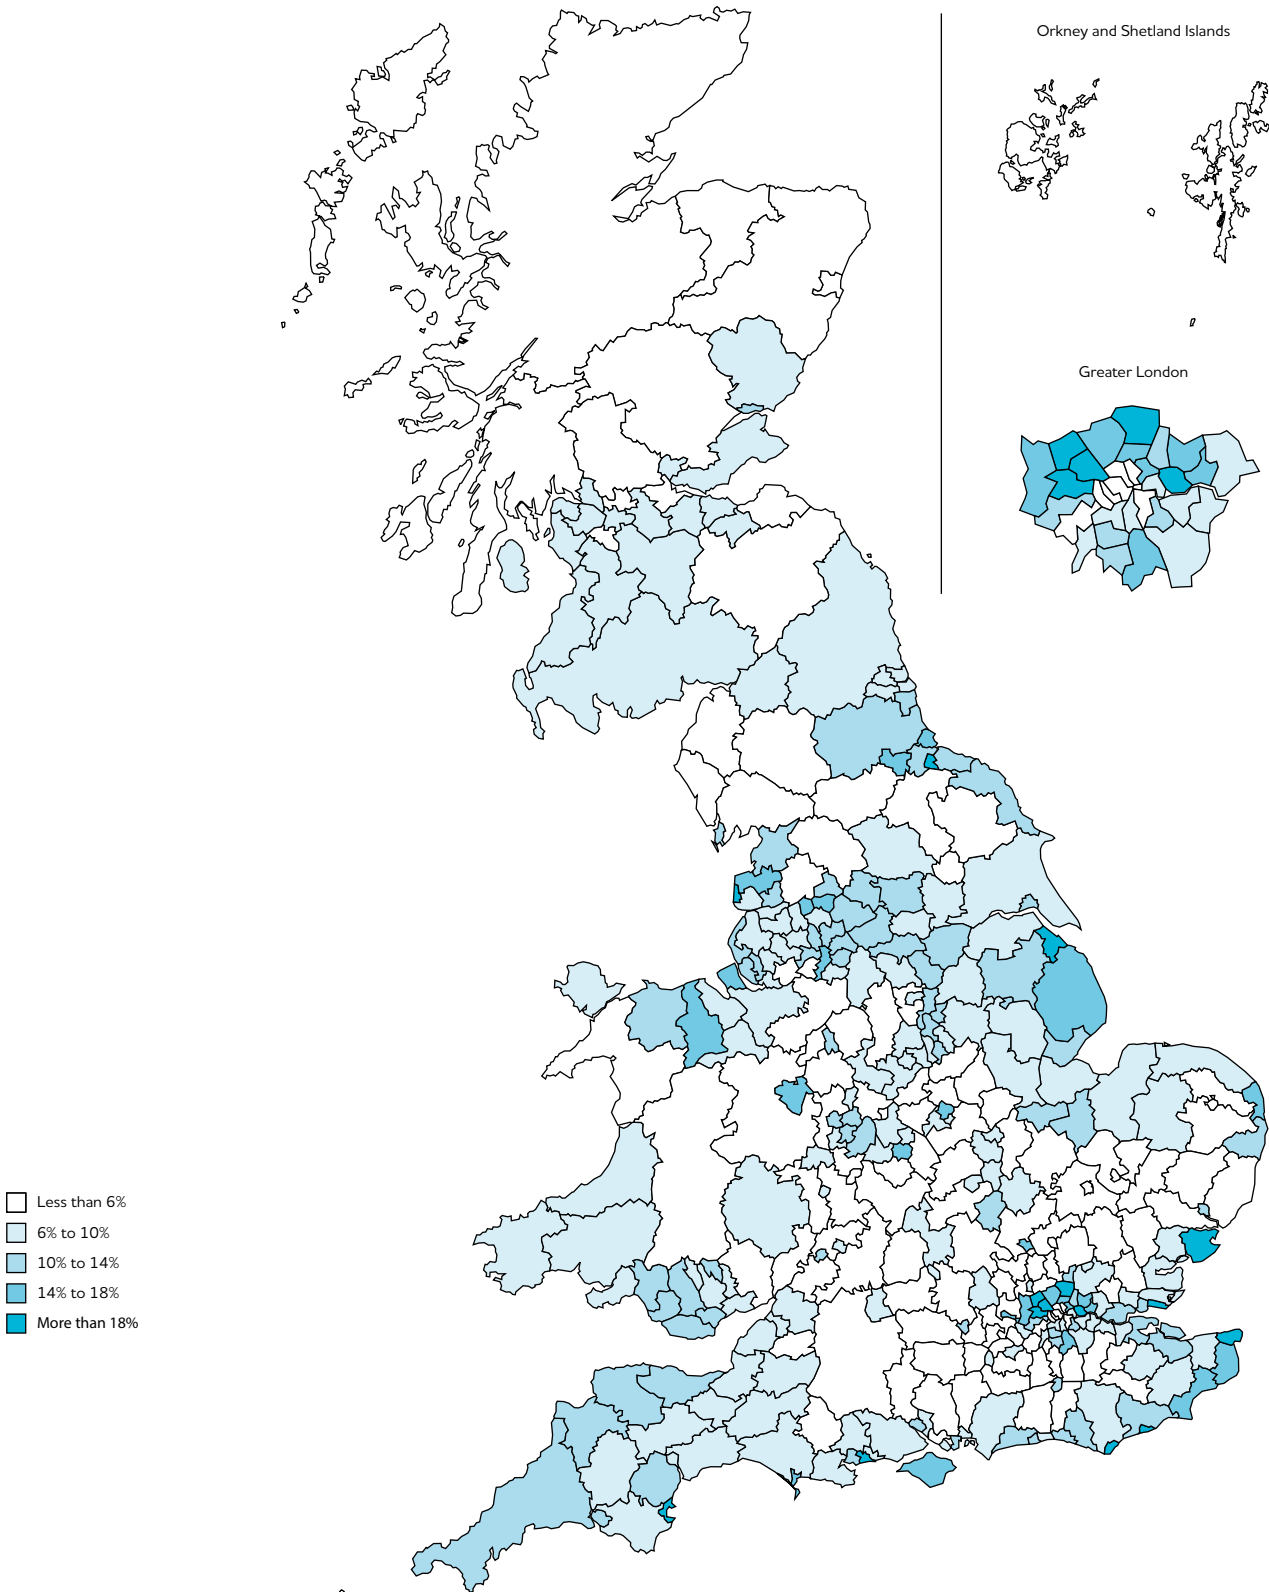 Orkney and Shetland Islands
Greater London
Less than 6%
6% to 10%
10% to 14%
14% to 18%
More than 18%